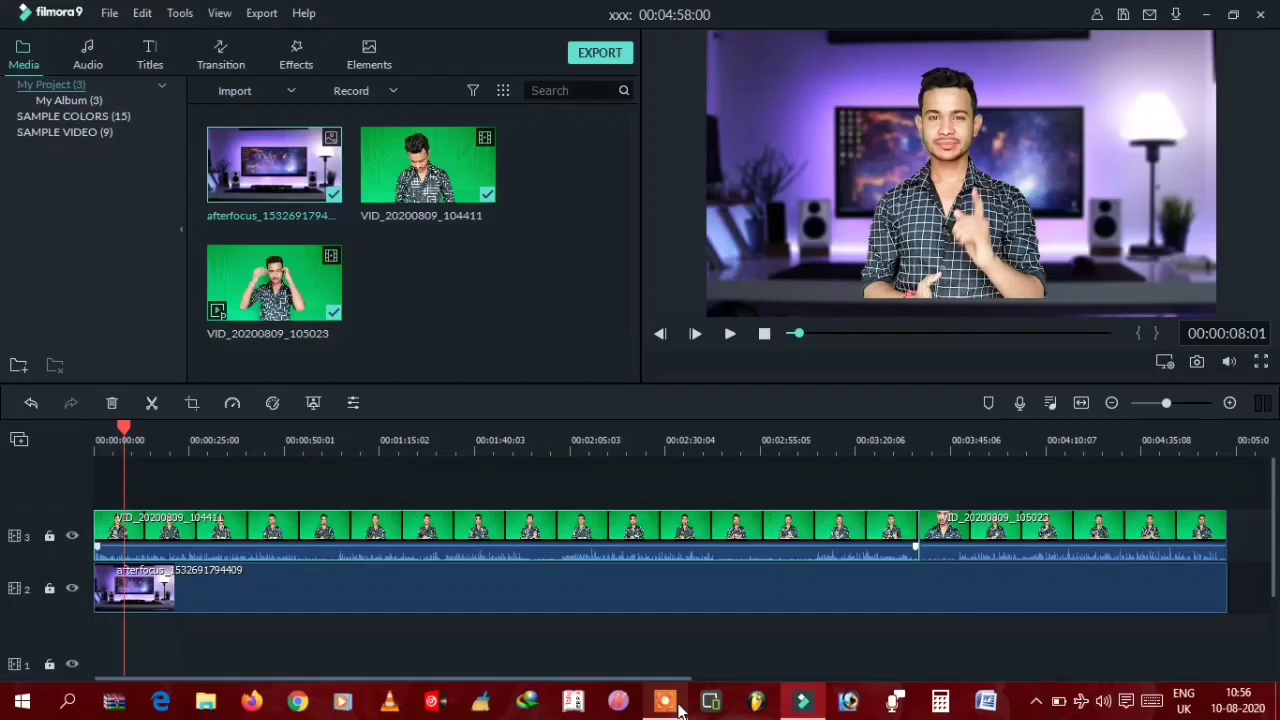 filmora9 File Edit Tools View Export Help xxx: 00:04:58:00
Media Audio Titles Transition Effects Elements EXPORT
My Project (3)
My Album (3)
SAMPLE COLORS (15)
SAMPLE VIDEO (9)
Import Record Search
afterfocus_1532691794... VID_20200809_104411
VID_20200809_105023
00:00:08:01
00:00:00:00 00:00:25:00 00:00:50:01 00:01:15:02 00:01:40:03 00:02:05:03 00:02:30:04 00:02:55:05 00:03:20:06 00:03:45:06 00:04:10:07 00:04:35:08 00:05:0
VID_20200809_104411 VID_20200809_105023
3
afterfocus_1532691794409
2
1
ENG
UK
10:56
10-08-2020